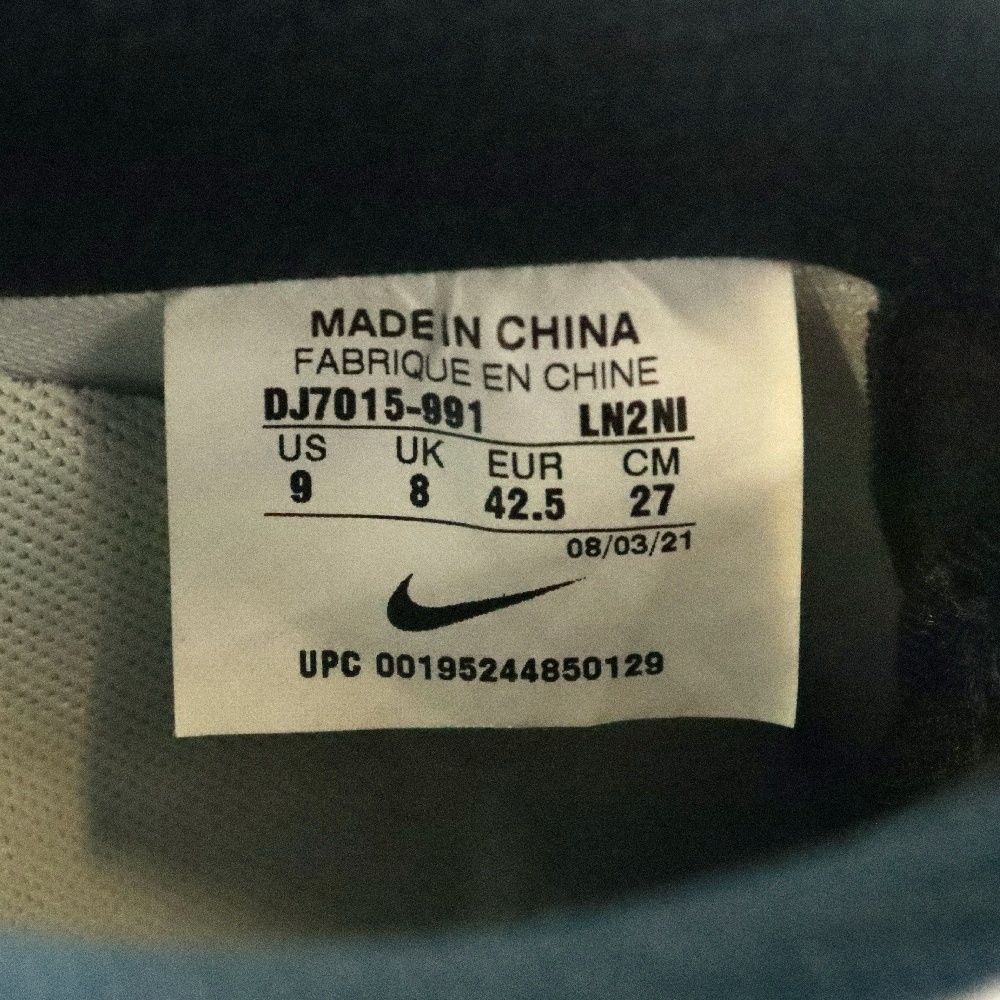 MADE IN CHINA
FABRIQUE EN CHINE
DJ7015-991 LN2NI
US UK EUR CM
9 8 42.5 27
08/03/21
UPC 00195244850129